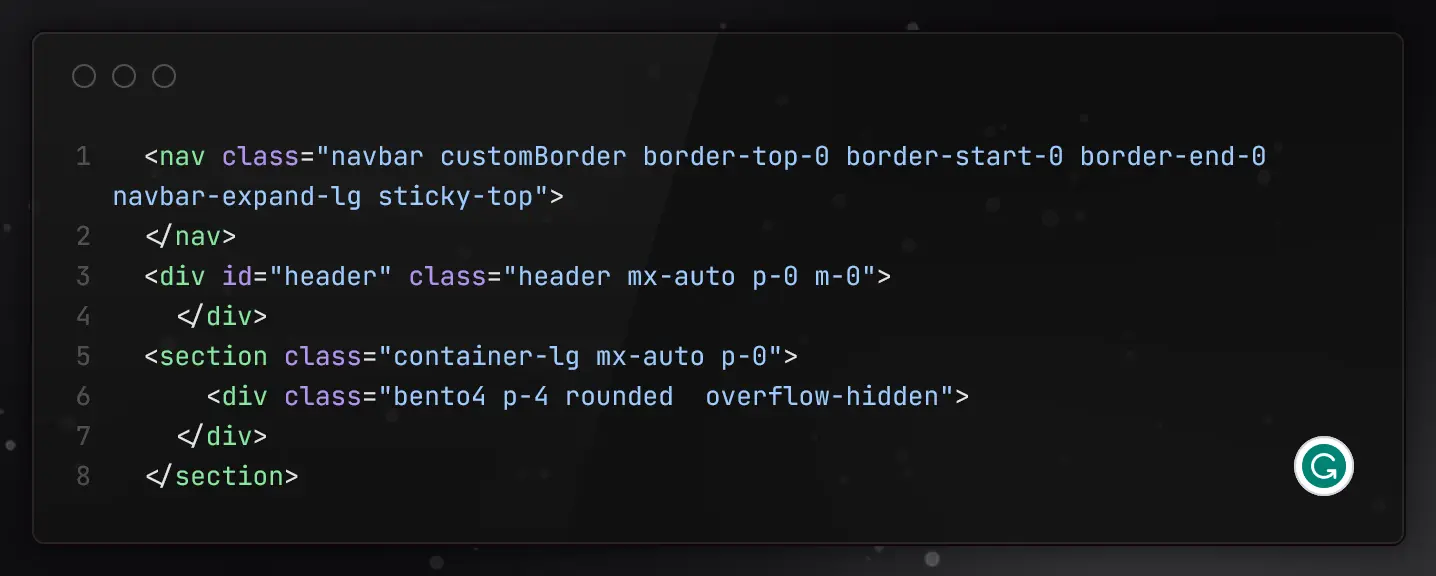 1 <nav class="navbar customBorder border-top-0 border-start-0 border-end-0
navbar-expand-lg sticky-top">
2 </nav>
3 <div id="header" class="header mx-auto p-0 m-0">
4 </div>
5 <section class="container-lg mx-auto p-0">
6 <div class="bento4 p-4 rounded  overflow-hidden">
7 </div>
8 </section>